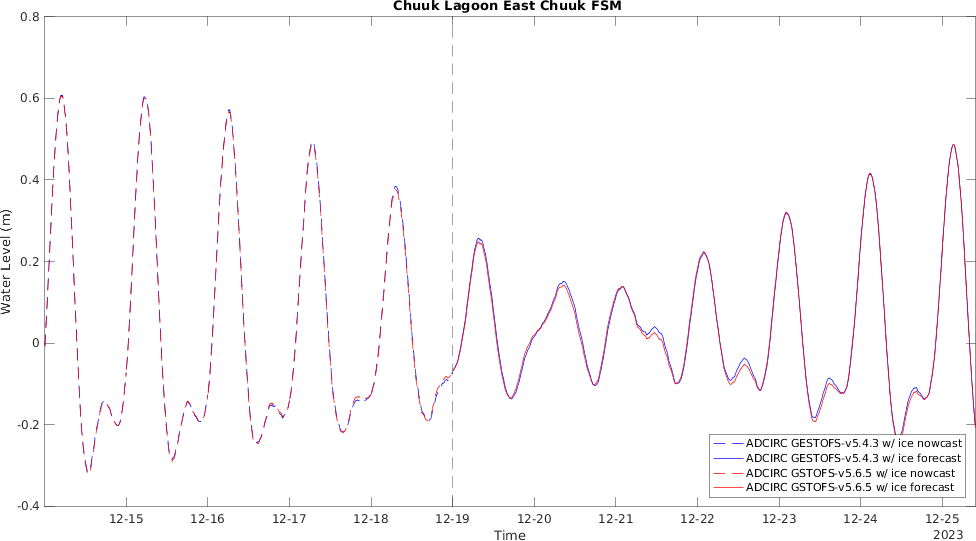 Chuuk Lagoon East Chuuk FSM
0.8
0.6
0.4
0.2
0
-0.2
-0.4
Water Level (m)
12-15 12-16 12-17 12-18 12-19 12-20 12-21 12-22 12-23 12-24 12-25
Time
2023
ADCIRC GESTOFS-v5.4.3 w/ ice nowcast
ADCIRC GESTOFS-v5.4.3 w/ ice forecast
ADCIRC GSTOFS-v5.6.5 w/ ice nowcast
ADCIRC GSTOFS-v5.6.5 w/ ice forecast